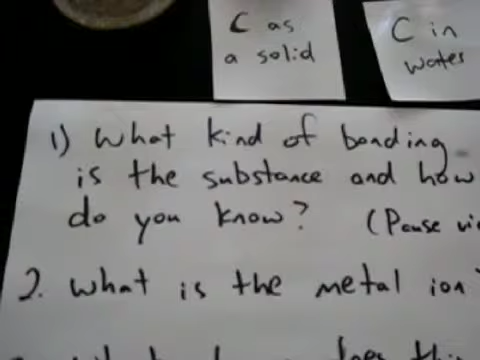 C as
a solid
C in
water
1) What kind of bonding
is the substance and how
do you know? (Pause
2. What is the metal ion